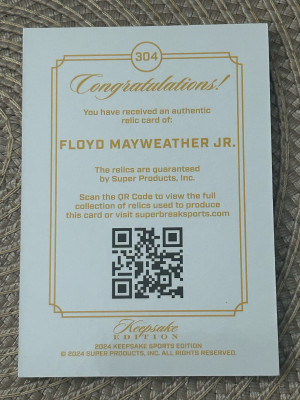 304
Congratulations!
You have received an authentic
relic card of:
FLOYD MAYWEATHER JR.
The relics are guaranteed
by Super Products, Inc.
Scan the QR Code to view the full
collection of relics used to produce
this card or visit superbreaksports.com
Keepsake
EDITION
2024 KEEPSAKE SPORTS EDITION
© 2024 SUPER PRODUCTS, INC. ALL RIGHTS RESERVED.